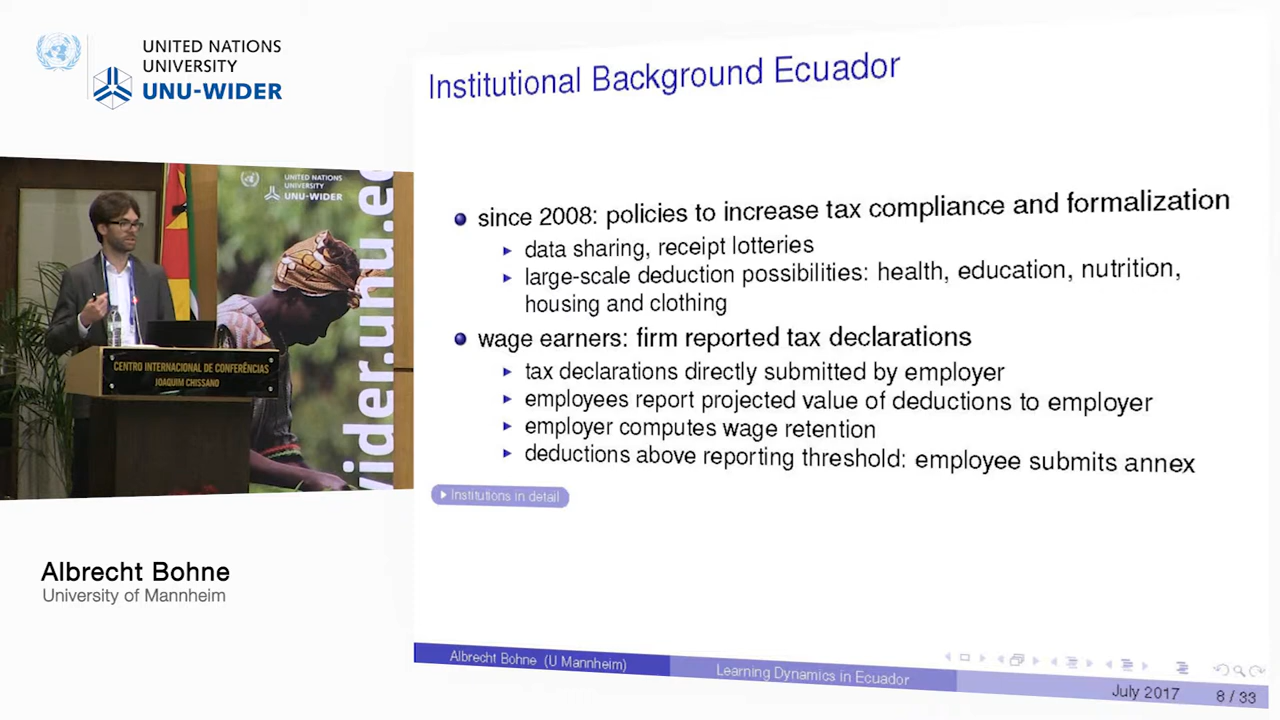 UNITED NATIONS
UNIVERSITY
UNU-WIDER
UNITED NATIONS
UNIVERSITY
UNU-WIDER
wider.unu.ed
CENTRO INTERNACIONAL DE CONFERÊNCIAS
JOAQUIM CHISSANO
Albrecht Bohne
University of Mannheim
Institutional Background Ecuador
since 2008: policies to increase tax compliance and formalization
data sharing, receipt lotteries
large-scale deduction possibilities: health, education, nutrition,
housing and clothing
wage earners: firm reported tax declarations
tax declarations directly submitted by employer
employees report projected value of deductions to employer
employer computes wage retention
deductions above reporting threshold: employee submits annex
Institutions in detail
Albrecht Bohne (U Mannheim)
Learning Dynamics in Ecuador
July 2017
8 / 33